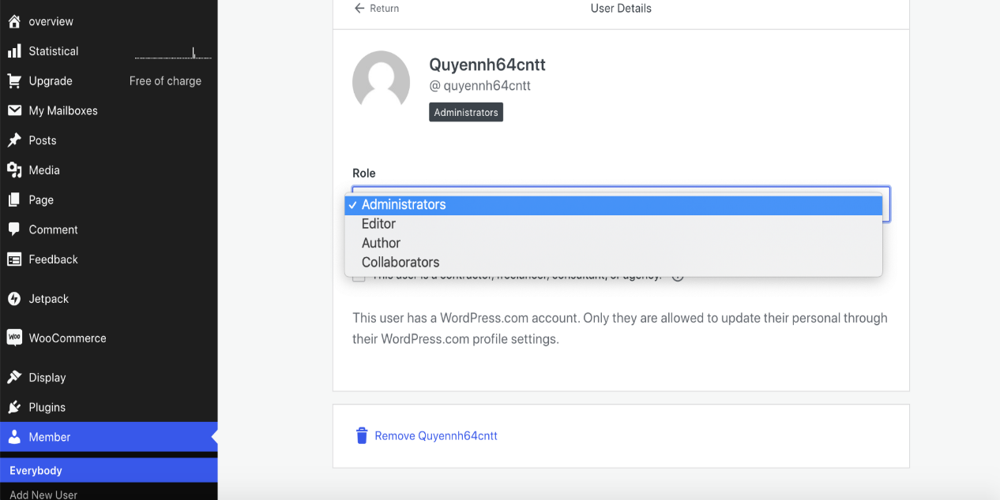 overview
Statistical
Upgrade Free of charge
My Mailboxes
Posts
Media
Page
Comment
Feedback
Jetpack
WOO WooCommerce
Display
Plugins
Member
Everybody
Add New User
Return
User Details
Quyennh64cntt
@ quyennh64cntt
Administrators
Role
Administrators
Editor
Author
Collaborators
This user is a contractor, freelancer, consultant, or agency.
This user has a WordPress.com account. Only they are allowed to update their personal through
their WordPress.com profile settings.
Remove Quyennh64cntt